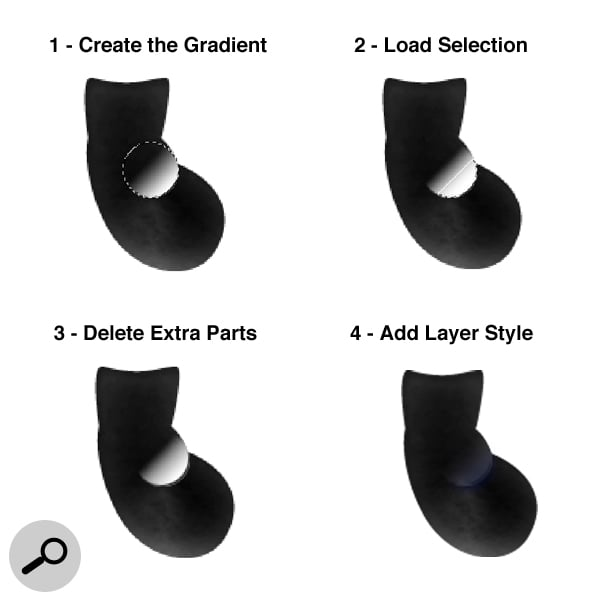 1 - Create the Gradient
2 - Load Selection
3 - Delete Extra Parts
4 - Add Layer Style